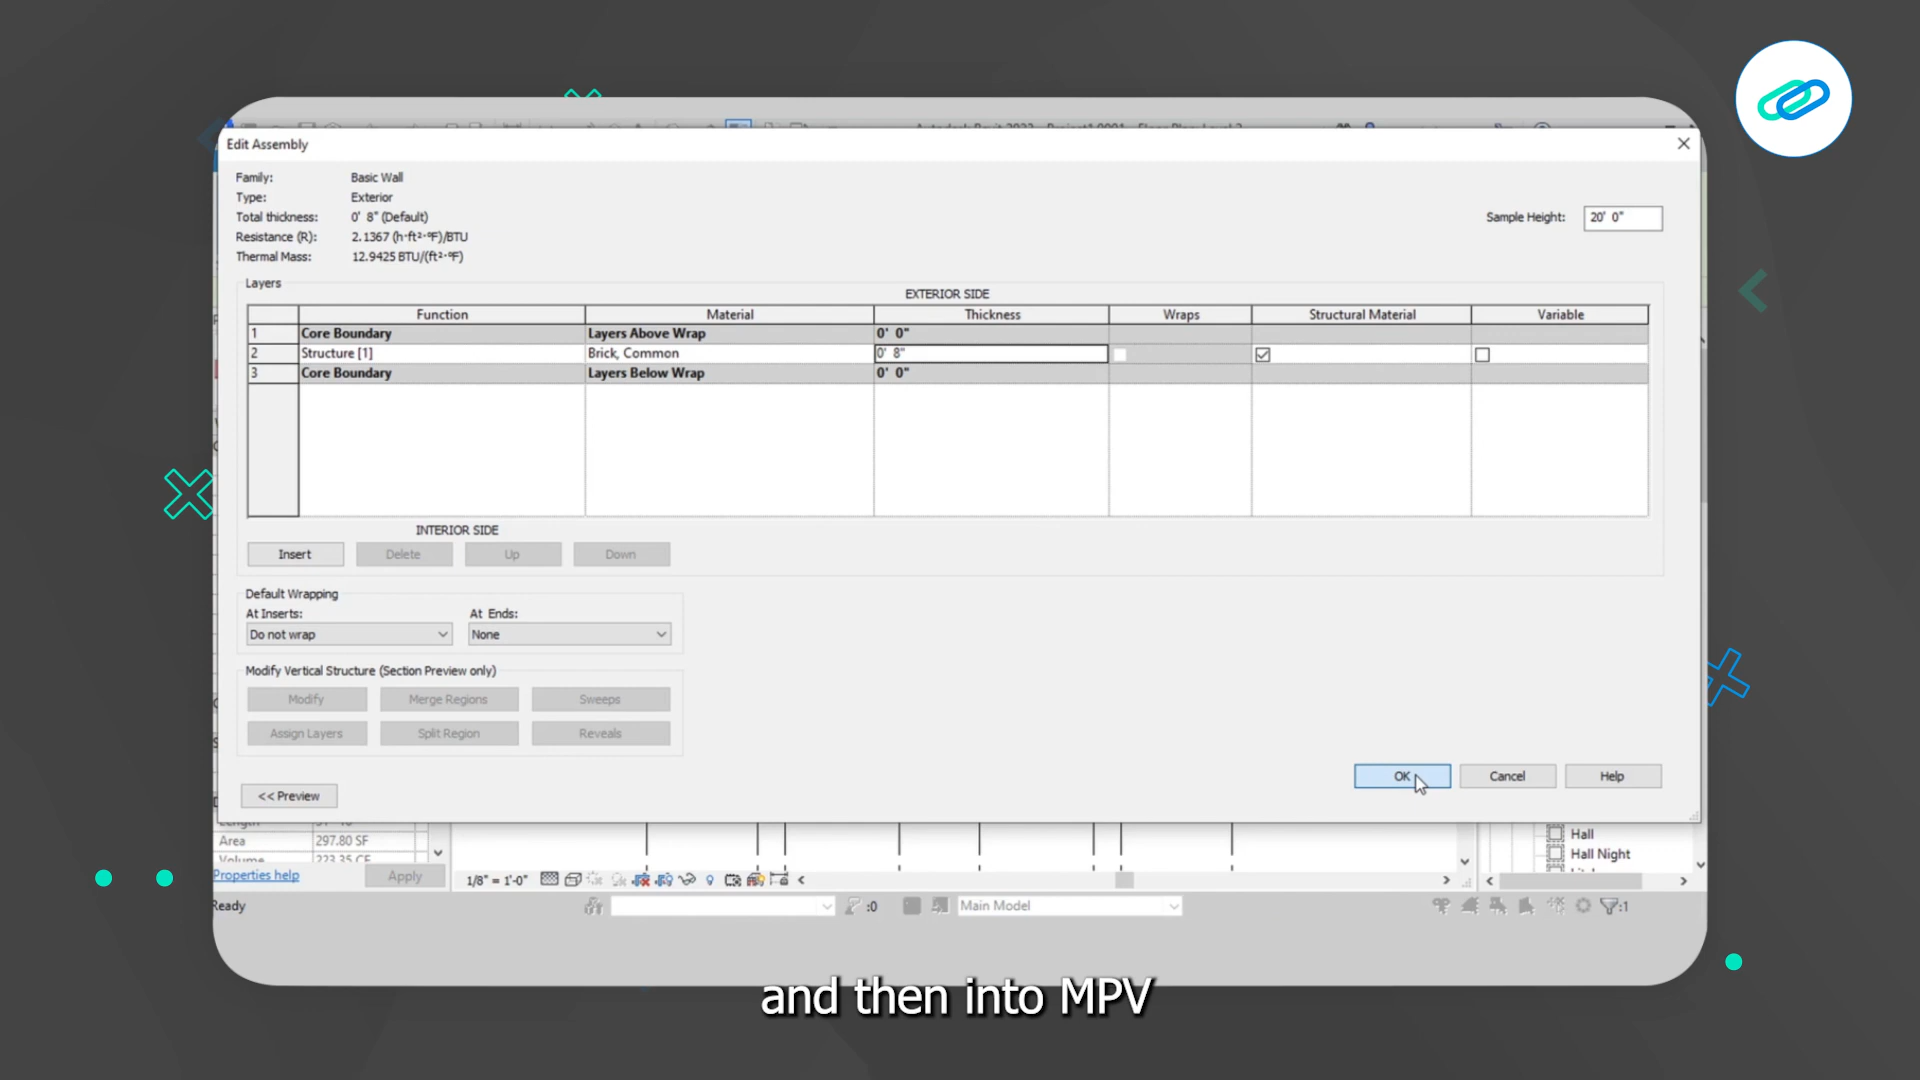 Edit Assembly
Family: Basic Wall
Type: Exterior
Total thickness: 0' 8" (Default)
Resistance (R): 2.1367 (h·ft²·°F)/BTU
Thermal Mass: 12.9425 BTU/(ft²·°F)
Sample Height: 20' 0"
Layers
EXTERIOR SIDE
Function Material Thickness Wraps Structural Material Variable
1 Core Boundary Layers Above Wrap 0' 0"
2 Structure [1] Brick, Common 0' 8"
3 Core Boundary Layers Below Wrap 0' 0"
INTERIOR SIDE
Insert Delete Up Down
Default Wrapping
At Inserts: At Ends:
Do not wrap None
Modify Vertical Structure (Section Preview only)
Modify Merge Regions Sweeps
Assign Layers Split Region Reveals
OK Cancel Help
<< Preview
Area 297.80 SF
Volume 223.35 CF
Properties help Apply
1/8" = 1'-0"
Hall
Hall Night
Ready :0 Main Model :1
and then into MPV